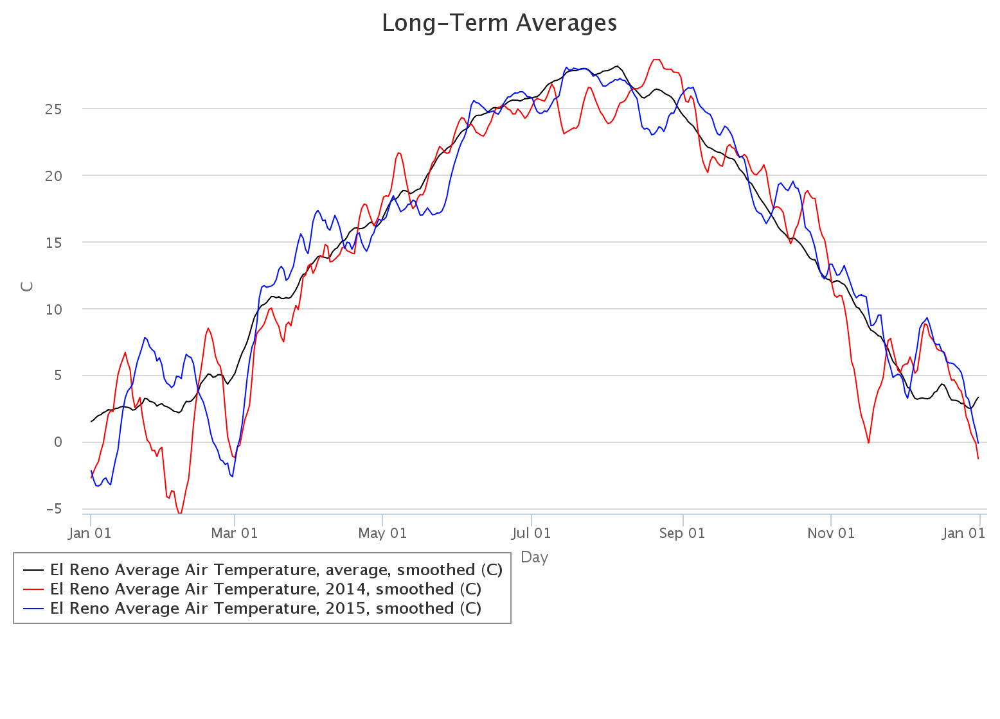 Long-Term Averages
25
20
15
10
5
0
-5
C
Jan 01 Mar 01 May 01 Jul 01 Sep 01 Nov 01 Jan 01
Day
El Reno Average Air Temperature, average, smoothed (C)
El Reno Average Air Temperature, 2014, smoothed (C)
El Reno Average Air Temperature, 2015, smoothed (C)